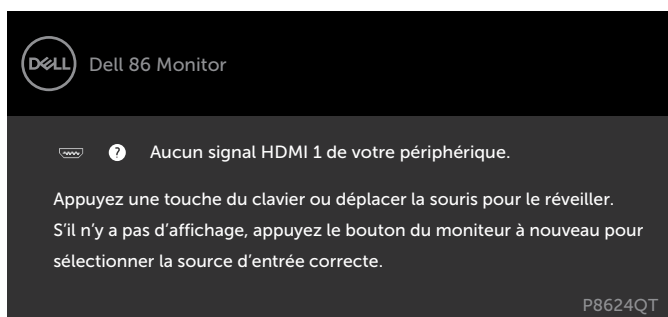 DELL Dell 86 Monitor
? Aucun signal HDMI 1 de votre périphérique.
Appuyez une touche du clavier ou déplacer la souris pour le réveiller.
S’il n’y a pas d’affichage, appuyez le bouton du moniteur à nouveau pour
sélectionner la source d’entrée correcte.
P8624QT